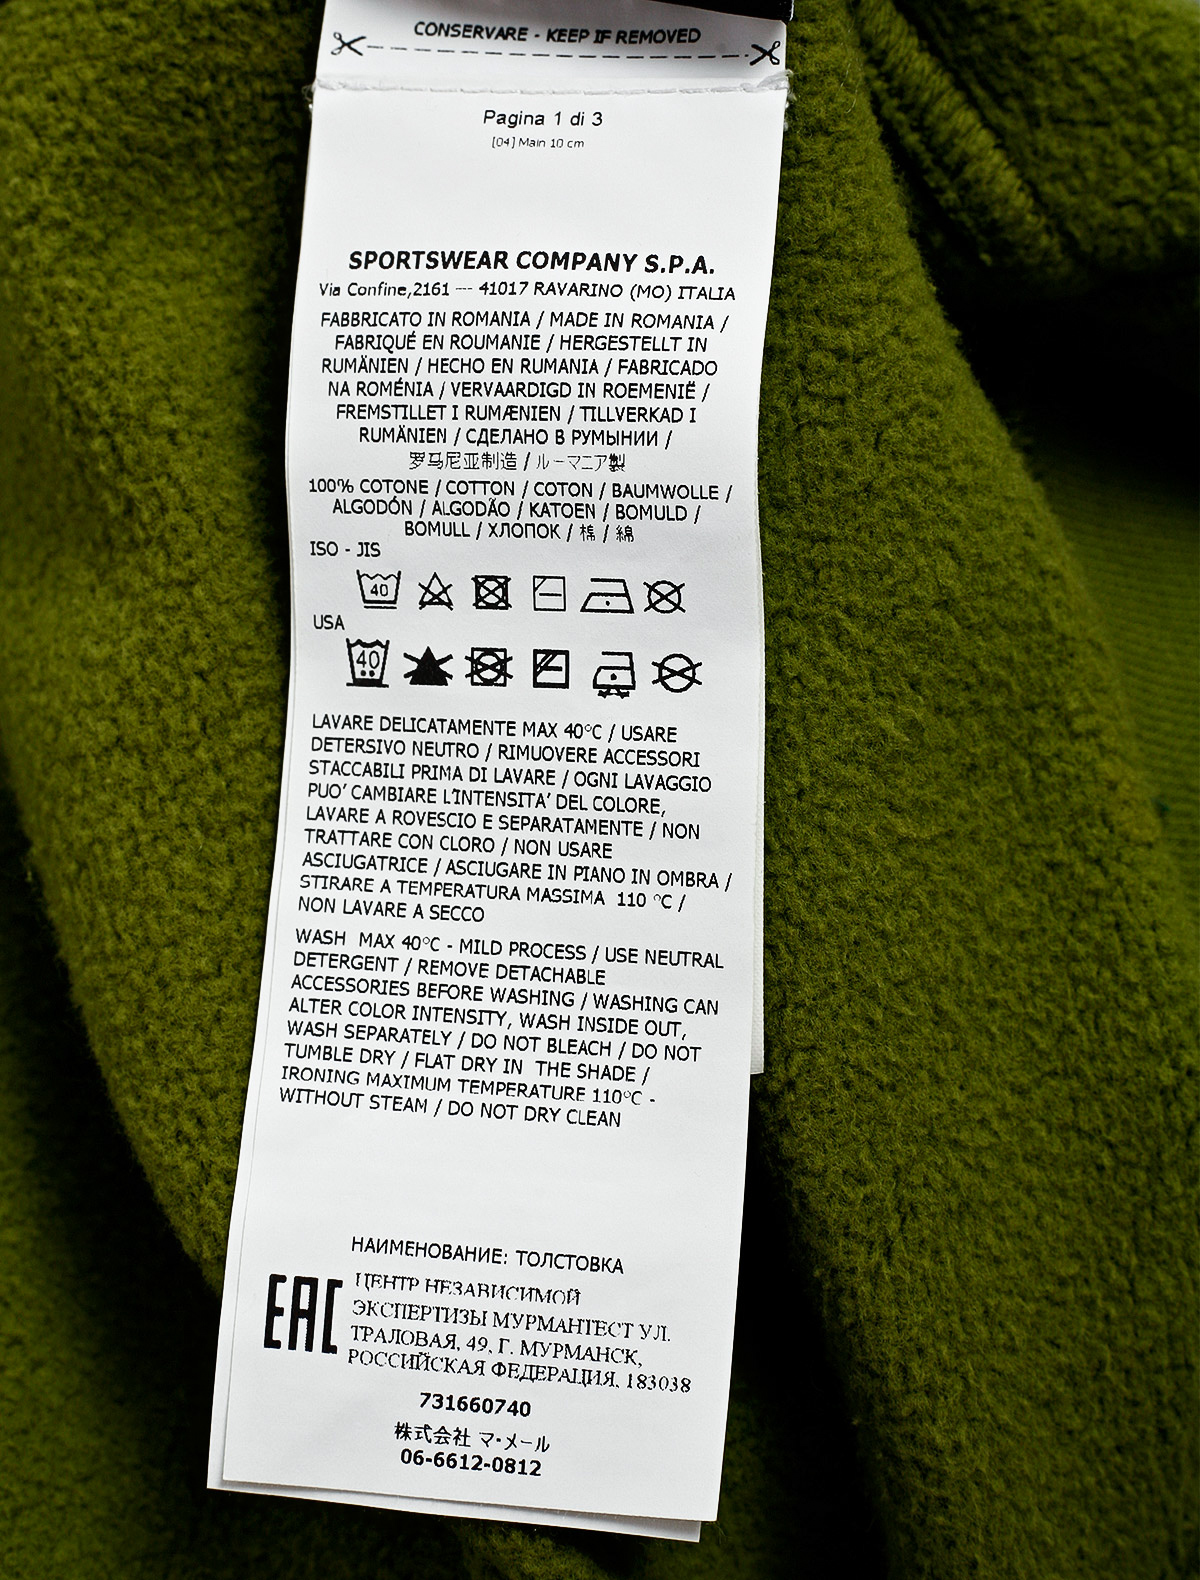 CONSERVARE - KEEP IF REMOVED
Pagina 1 di 3
[04] Main 10 cm
SPORTSWEAR COMPANY S.P.A.
Via Confine,2161 --- 41017 RAVARINO (MO) ITALIA
FABBRICATO IN ROMANIA / MADE IN ROMANIA /
FABRIQUÉ EN ROUMANIE / HERGESTELLT IN
RUMÄNIEN / HECHO EN RUMANIA / FABRICADO
NA ROMÉNIA / VERVAARDIGD IN ROEMENIË /
FREMSTILLET I RUMÆNIEN / TILLVERKAD I
RUMÄNIEN / СДЕЛАНО В РУМЫНИИ /
罗马尼亚制造 / ルーマニア製
100% COTONE / COTTON / COTON / BAUMWOLLE /
ALGODÓN / ALGODÃO / KATOEN / BOMULD /
BOMULL / ХЛОПОК / 棉 / 綿
ISO - JIS
40
USA
40
LAVARE DELICATAMENTE MAX 40°C / USARE
DETERSIVO NEUTRO / RIMUOVERE ACCESSORI
STACCABILI PRIMA DI LAVARE / OGNI LAVAGGIO
PUO' CAMBIARE L'INTENSITA' DEL COLORE,
LAVARE A ROVESCIO E SEPARATAMENTE / NON
TRATTARE CON CLORO / NON USARE
ASCIUGATRICE / ASCIUGARE IN PIANO IN OMBRA /
STIRARE A TEMPERATURA MASSIMA 110 °C /
NON LAVARE A SECCO
WASH MAX 40°C - MILD PROCESS / USE NEUTRAL
DETERGENT / REMOVE DETACHABLE
ACCESSORIES BEFORE WASHING / WASHING CAN
ALTER COLOR INTENSITY, WASH INSIDE OUT,
WASH SEPARATELY / DO NOT BLEACH / DO NOT
TUMBLE DRY / FLAT DRY IN THE SHADE /
IRONING MAXIMUM TEMPERATURE 110°C -
WITHOUT STEAM / DO NOT DRY CLEAN
НАИМЕНОВАНИЕ: ТОЛСТОВКА
EAC
ЦЕНТР НЕЗАВИСИМОЙ
ЭКСПЕРТИЗЫ МУРМАНТЕСТ УЛ.
ТРАЛОВАЯ, 49, Г. МУРМАНСК,
РОССИЙСКАЯ ФЕДЕРАЦИЯ, 183038
731660740
株式会社 マ・メール
06-6612-0812